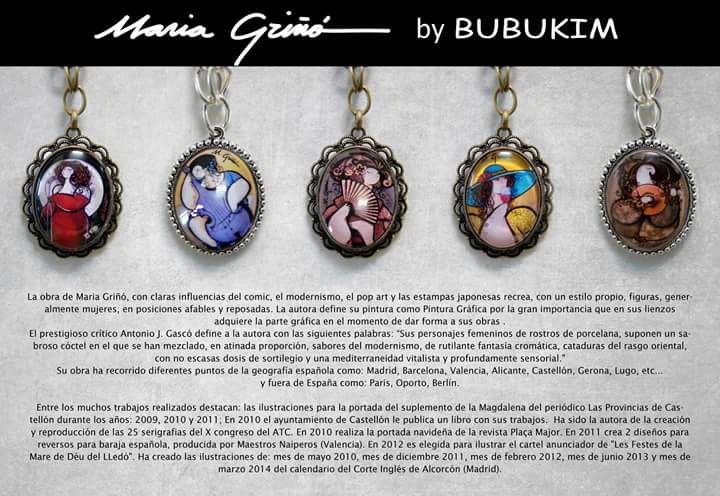 Maria Griñó by BUBUKIM
La obra de Maria Griñó, con claras influencias del comic, el modernismo, el pop art y las estampas japonesas recrea, con un estilo propio, figuras, gener-
almente mujeres, en posiciones afables y reposadas. La autora define su pintura como Pintura Gráfica por la gran importancia que en sus lienzos
adquiere la parte gráfica en el momento de dar forma a sus obras .
El prestigioso crítico Antonio J. Gascó define a la autora con las siguientes palabras: "Sus personajes femeninos de rostros de porcelana, suponen un sa-
broso cóctel en el que se han mezclado, en atinada proporción, sabores del modernismo, de rutilante fantasía cromática, cataduras del rasgo oriental,
con no escasas dosis de sortilegio y una mediterraneidad vitalista y profundamente sensorial."
Su obra ha recorrido diferentes puntos de la geografía española como: Madrid, Barcelona, Valencia, Alicante, Castellón, Gerona, Lugo, etc...
y fuera de España como: París, Oporto, Berlín.
Entre los muchos trabajos realizados destacan: las ilustraciones para la portada del suplemento de la Magdalena del periódico Las Provincias de Cas-
tellón durante los años: 2009, 2010 y 2011; En 2010 el ayuntamiento de Castellón le publica un libro con sus trabajos. Ha sido la autora de la creación
y reproducción de las 25 serigrafias del X congreso del ATC. En 2010 realiza la portada navideña de la revista Plaça Major. En 2011 crea 2 diseños para
reversos para baraja española, producida por Maestros Naiperos (Valencia). En 2012 es elegida para ilustrar el cartel anunciador de "Les Festes de la
Mare de Déu del LLedó". Ha creado las ilustraciones de: mes de mayo 2010, mes de diciembre 2011, mes de febrero 2012, mes de junio 2013 y mes de
marzo 2014 del calendario del Corte Inglés de Alcorcón (Madrid).